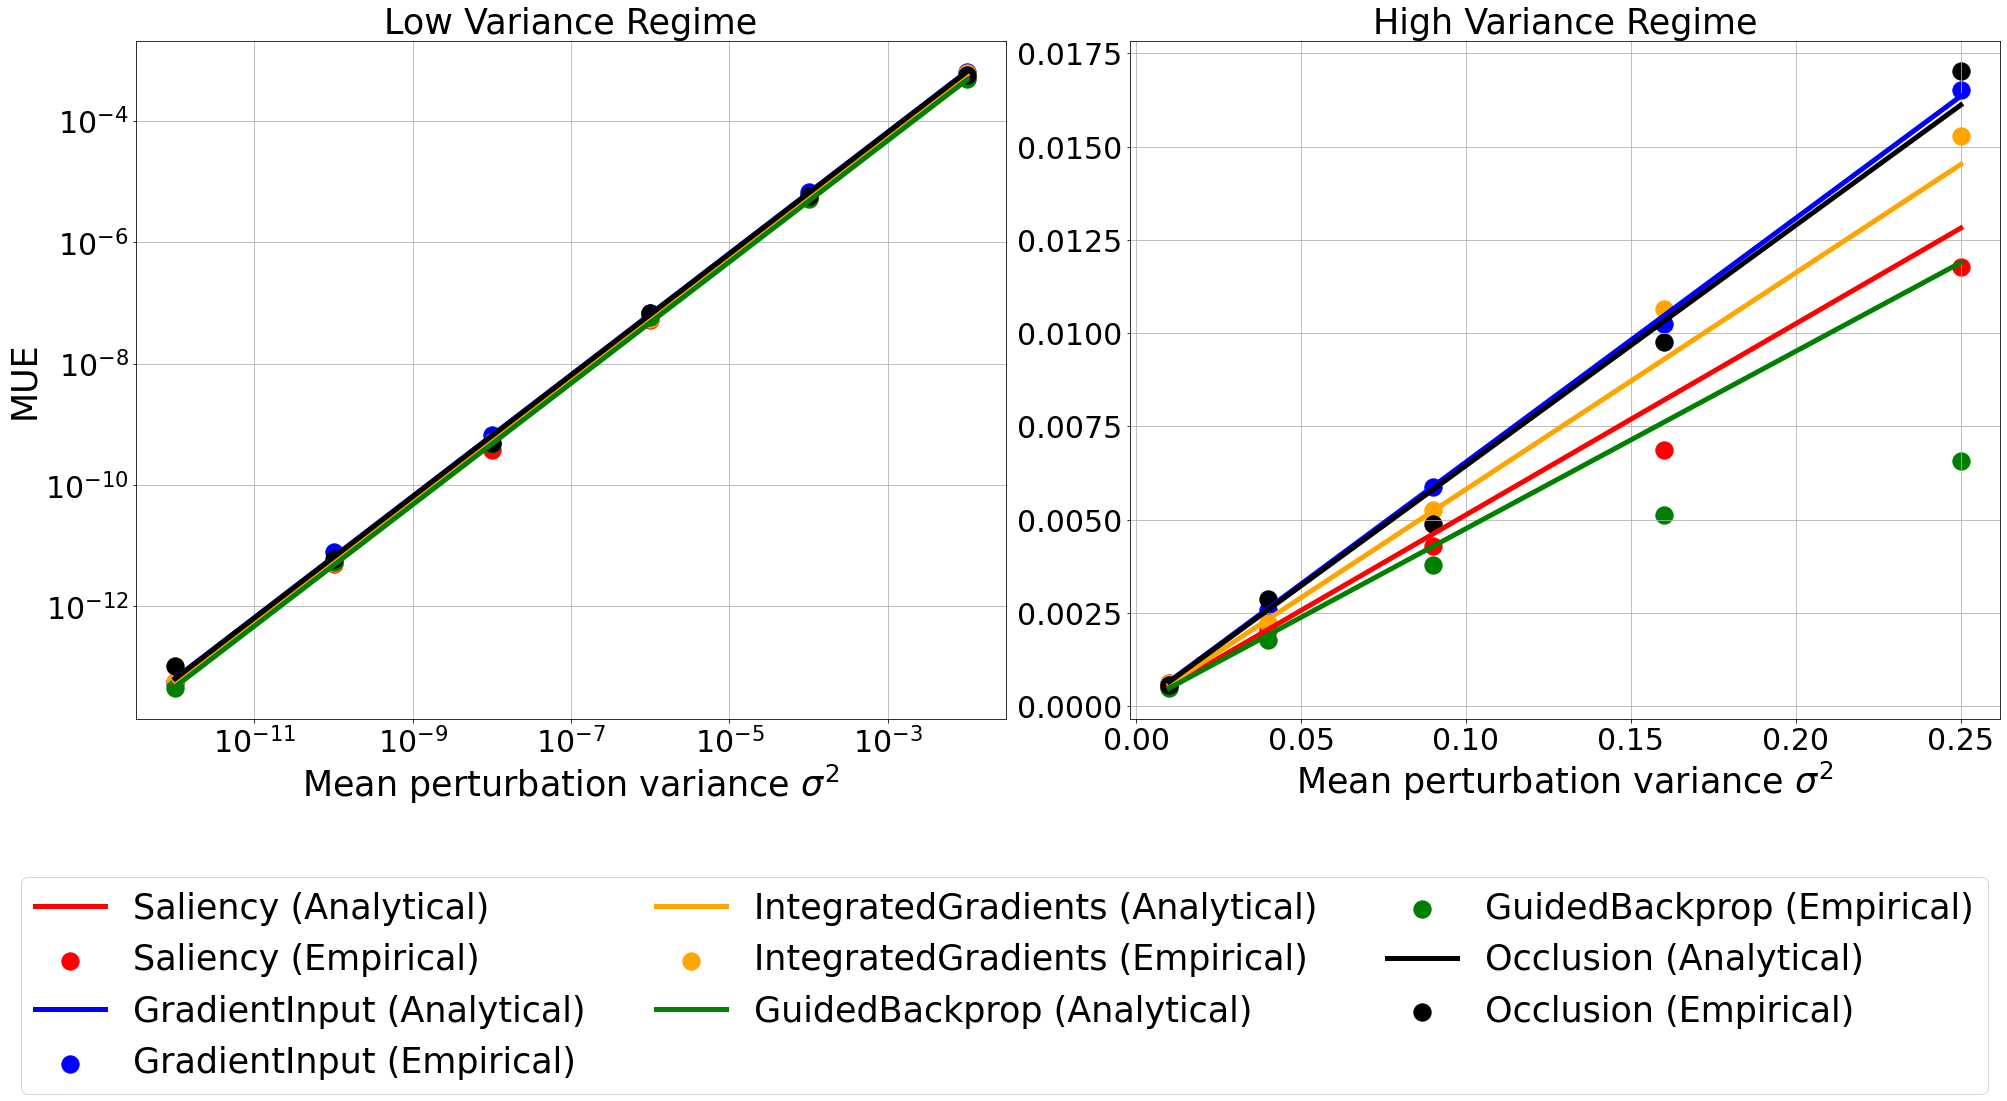 Low Variance Regime
High Variance Regime
MUE
10⁻⁴
10⁻⁶
10⁻⁸
10⁻¹⁰
10⁻¹²
10⁻¹¹ 10⁻⁹ 10⁻⁷ 10⁻⁵ 10⁻³
Mean perturbation variance σ²
0.0175
0.0150
0.0125
0.0100
0.0075
0.0050
0.0025
0.0000
0.00 0.05 0.10 0.15 0.20 0.25
Mean perturbation variance σ²
Saliency (Analytical)
Saliency (Empirical)
GradientInput (Analytical)
GradientInput (Empirical)
IntegratedGradients (Analytical)
IntegratedGradients (Empirical)
GuidedBackprop (Analytical)
GuidedBackprop (Empirical)
Occlusion (Analytical)
Occlusion (Empirical)